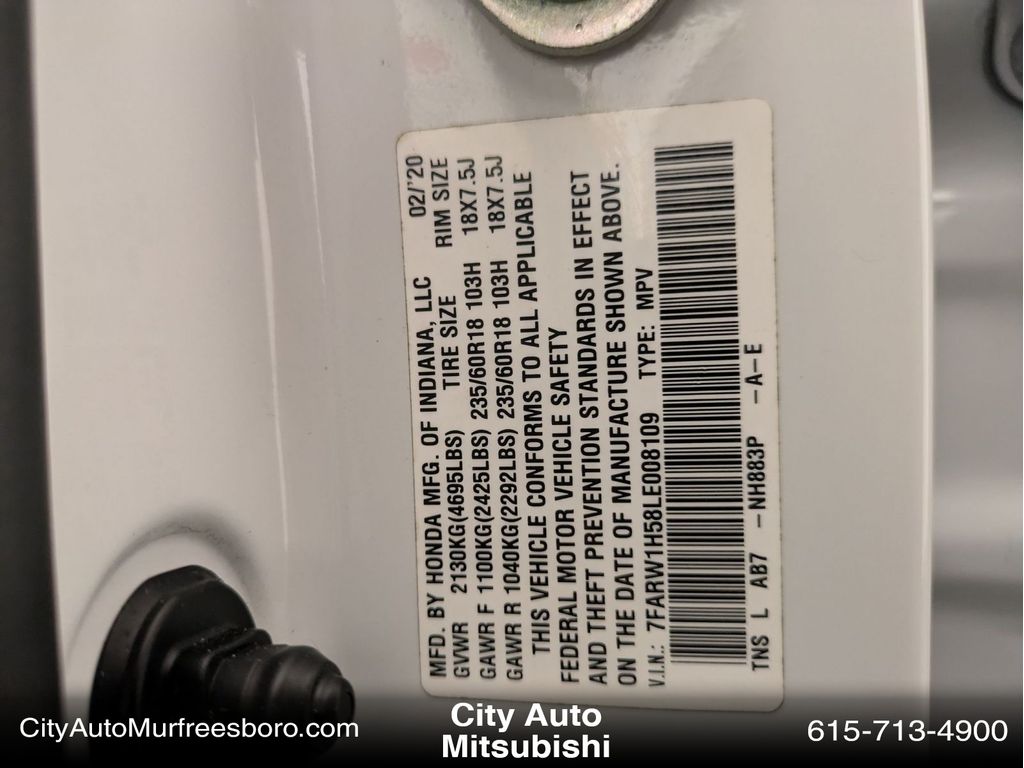 MFD. BY HONDA MFG. OF INDIANA, LLC 02/'20
GVWR 2130KG(4695LBS) TIRE SIZE RIM SIZE
GAWR F 1100KG(2425LBS) 235/60R18 103H 18X7.5J
GAWR R 1040KG(2292LBS) 235/60R18 103H 18X7.5J
THIS VEHICLE CONFORMS TO ALL APPLICABLE
FEDERAL MOTOR VEHICLE SAFETY
AND THEFT PREVENTION STANDARDS IN EFFECT
ON THE DATE OF MANUFACTURE SHOWN ABOVE.
V.I.N.: 7FARW1H58LE008109 TYPE: MPV
TNS L AB7 -NH883P -A-E
CityAutoMurfreesboro.com
City Auto
Mitsubishi
615-713-4900